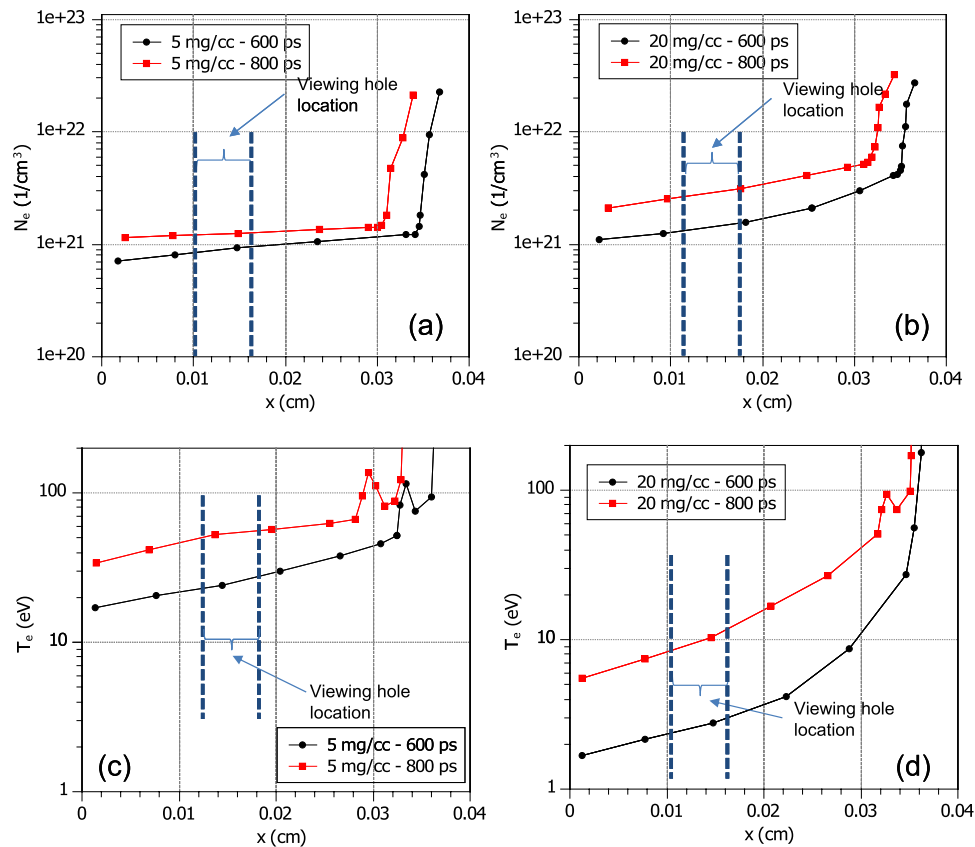 1e+23
5 mg/cc - 600 ps
5 mg/cc - 800 ps
Viewing hole
location
1e+22
N_e (1/cm³)
1e+21
(a)
1e+20
0 0.01 0.02 0.03 0.04
x (cm)
1e+23
20 mg/cc - 600 ps
20 mg/cc - 800 ps
Viewing hole
location
1e+22
N_e (1/cm³)
1e+21
(b)
1e+20
0 0.01 0.02 0.03 0.04
x (cm)
100
T_e (eV)
10
Viewing hole
location
5 mg/cc - 600 ps
5 mg/cc - 800 ps
(c)
1
0 0.01 0.02 0.03 0.04
x (cm)
20 mg/cc - 600 ps
20 mg/cc - 800 ps
100
T_e (eV)
10
Viewing hole
location
(d)
1
0 0.01 0.02 0.03 0.04
x (cm)